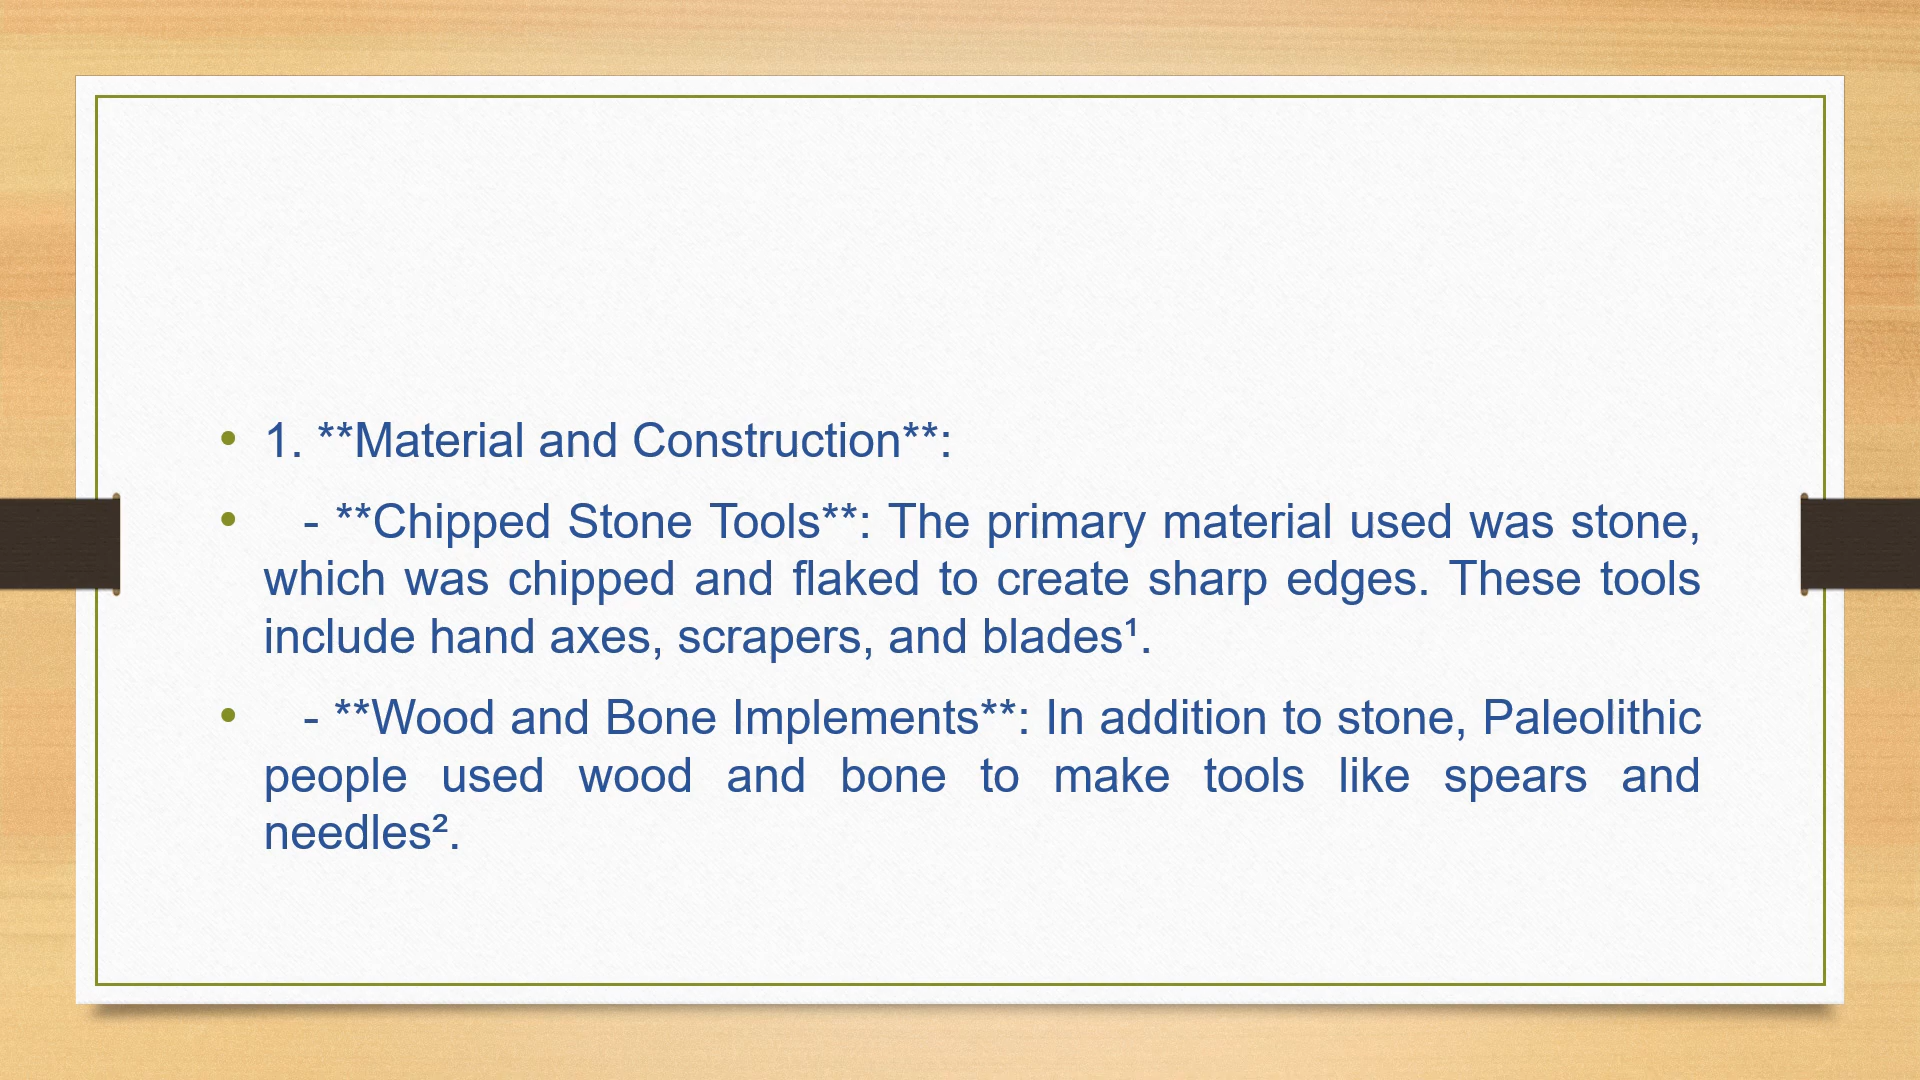 • 1. **Material and Construction**:
• - **Chipped Stone Tools**: The primary material used was stone,
which was chipped and flaked to create sharp edges. These tools
include hand axes, scrapers, and blades¹.
• - **Wood and Bone Implements**: In addition to stone, Paleolithic
people used wood and bone to make tools like spears and
needles².